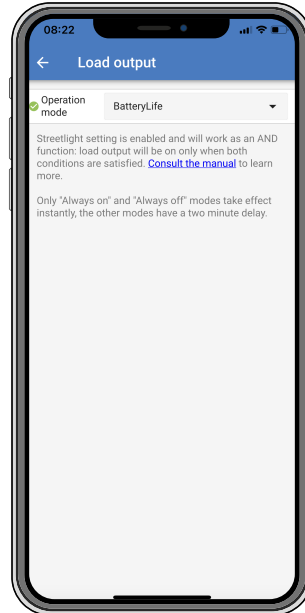 08:22
Load output
Operation
mode
BatteryLife
Streetlight setting is enabled and will work as an AND
function: load output will be on only when both
conditions are satisfied. Consult the manual to learn
more.
Only "Always on" and "Always off" modes take effect
instantly, the other modes have a two minute delay.